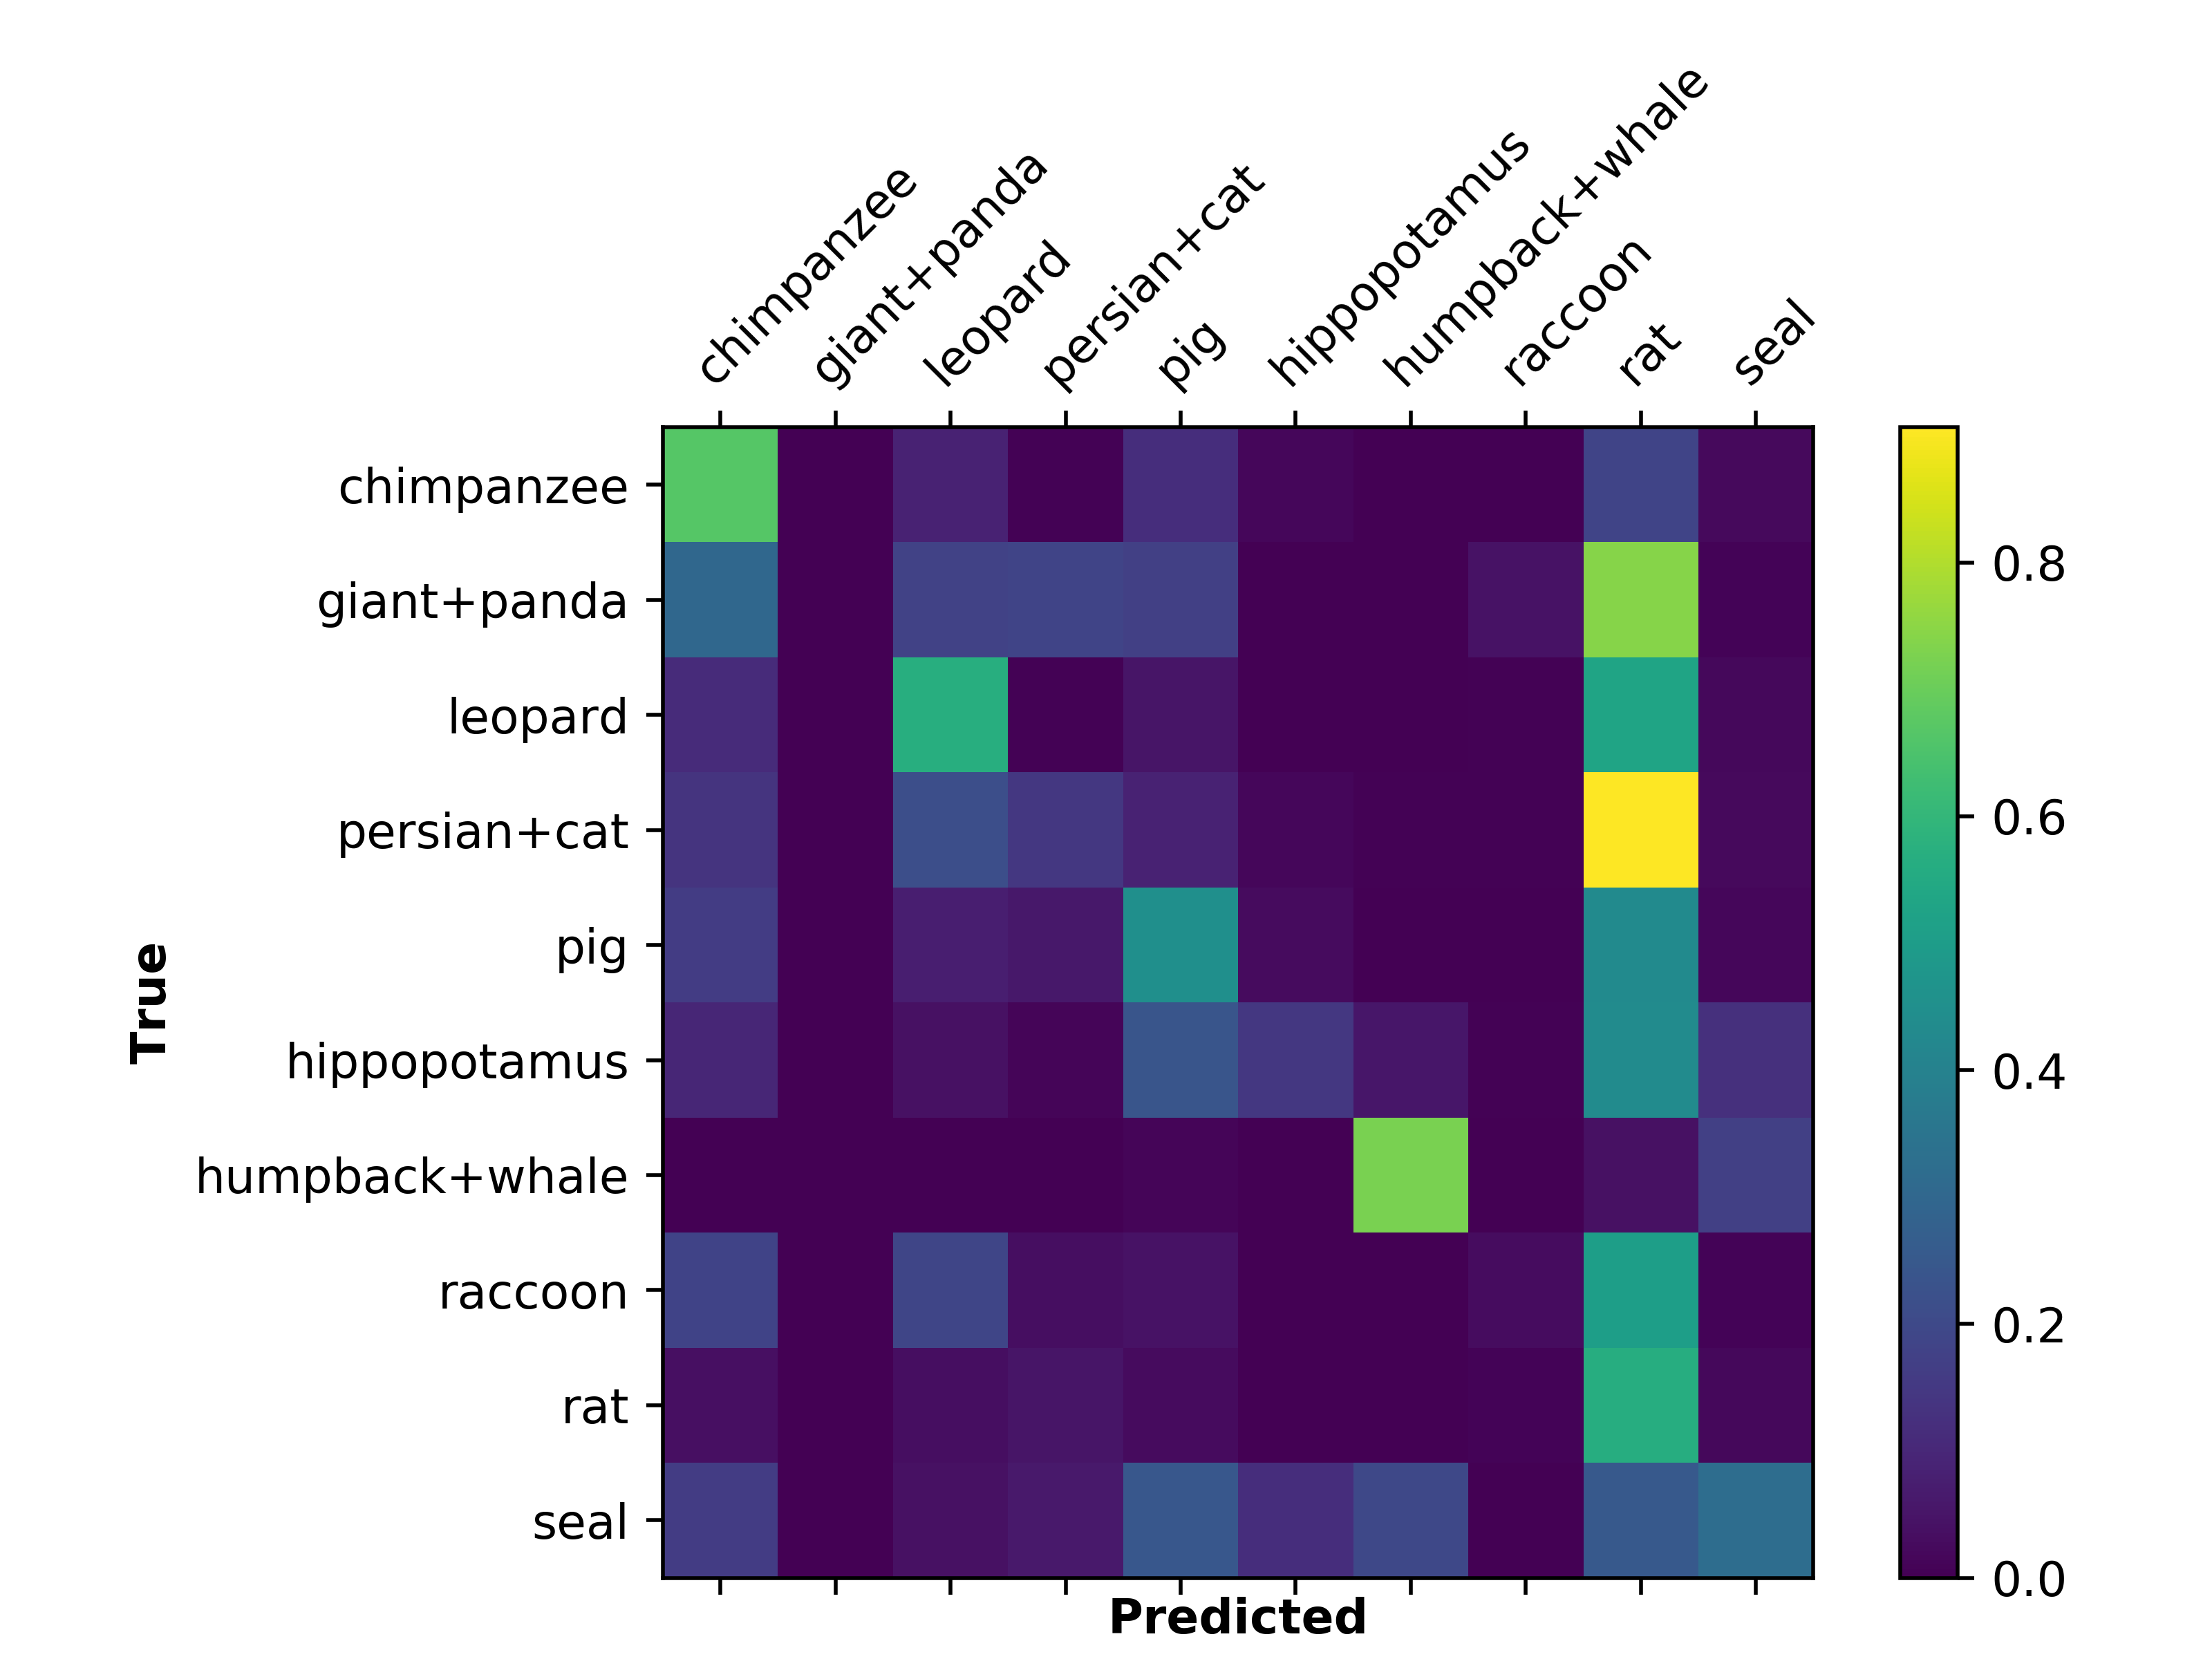 chimpanzee
giant+panda
leopard
persian+cat
pig
hippopotamus
humpback+whale
raccoon
rat
seal
chimpanzee
giant+panda
leopard
persian+cat
pig
hippopotamus
humpback+whale
raccoon
rat
seal
True
Predicted
0.8
0.6
0.4
0.2
0.0